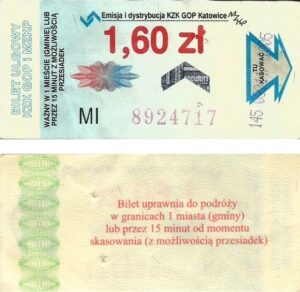 BILET ULGOWY
KZK GOP i MZKP
WAŻNY W 1 MIEŚCIE (GMINIE) LUB
PRZEZ 15 MINUT Z MOŻLIWOŚCIĄ
PRZESIADEK
Emisja i dystrybucja KZK GOP Katowice
1,60 zł
MI 8924717
TU
KASOWAĆ
Bilet uprawnia do podróży
w granicach 1 miasta (gminy)
lub przez 15 minut od momentu
skasowania (z możliwością przesiadek)